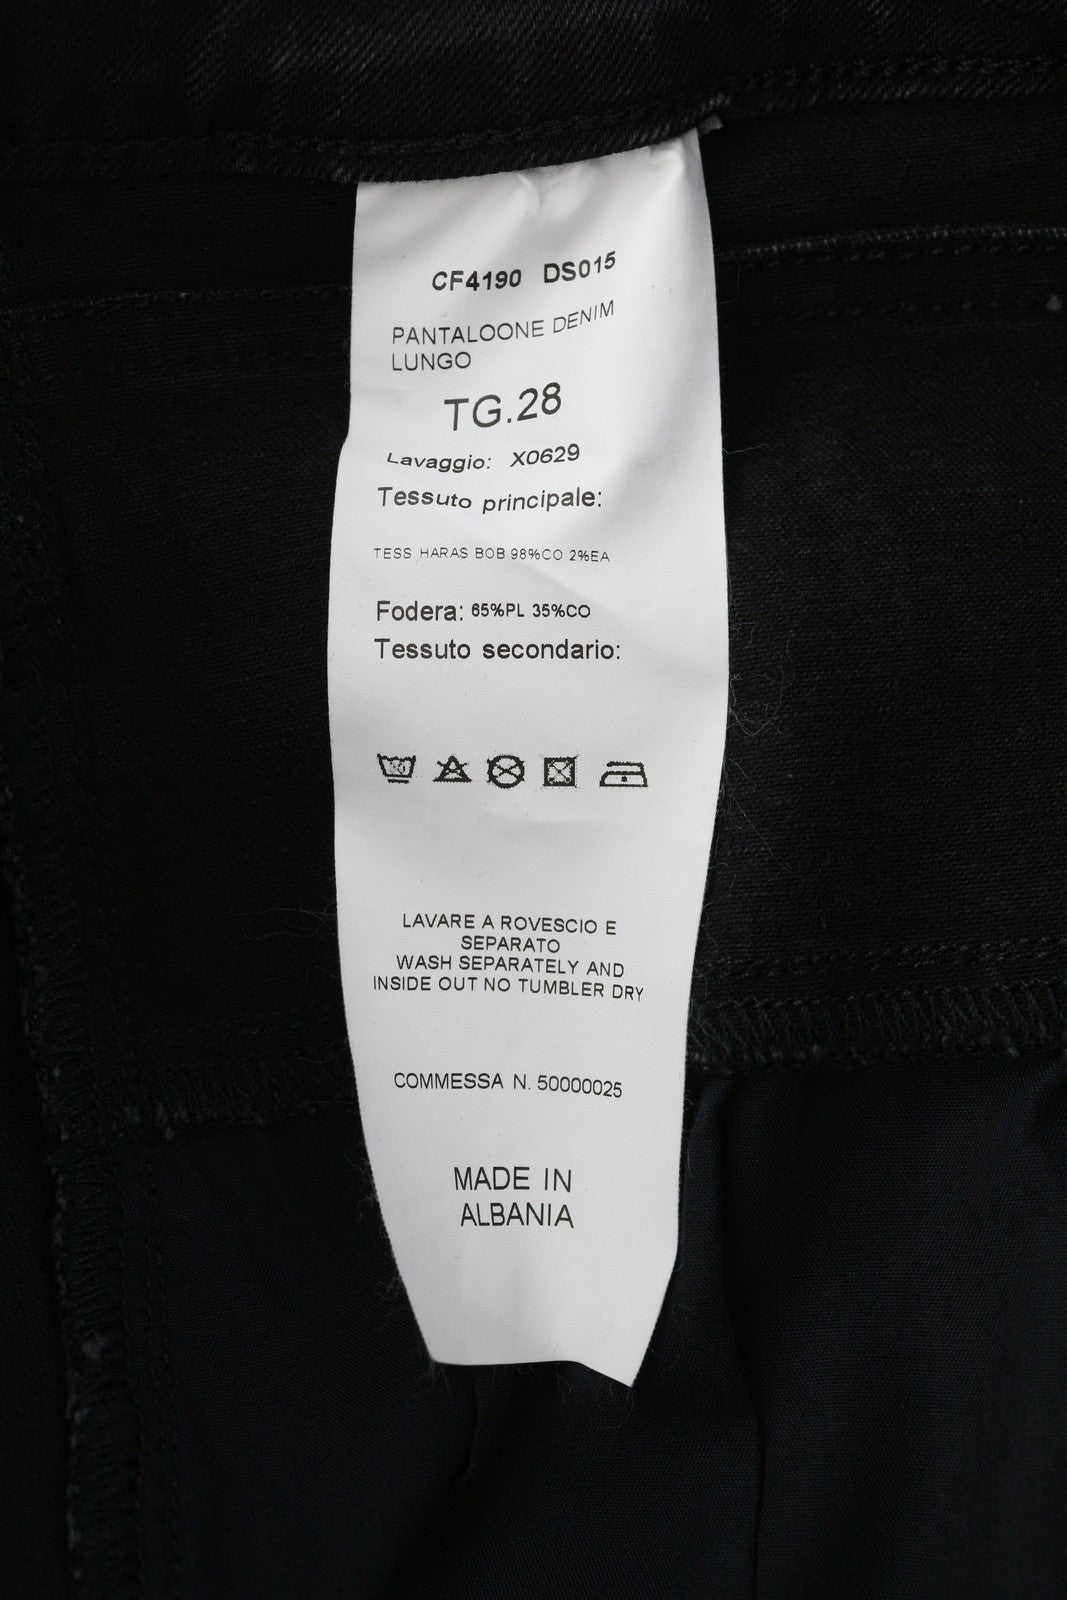 CF4190 DS015
PANTALOONE DENIM
LUNGO
TG.28
Lavaggio: X0629
Tessuto principale:
TESS HARAS BOB 98%CO 2%EA
Fodera: 65%PL 35%CO
Tessuto secondario:
LAVARE A ROVESCIO E
SEPARATO
WASH SEPARATELY AND
INSIDE OUT NO TUMBLER DRY
COMMESSA N. 50000025
MADE IN
ALBANIA